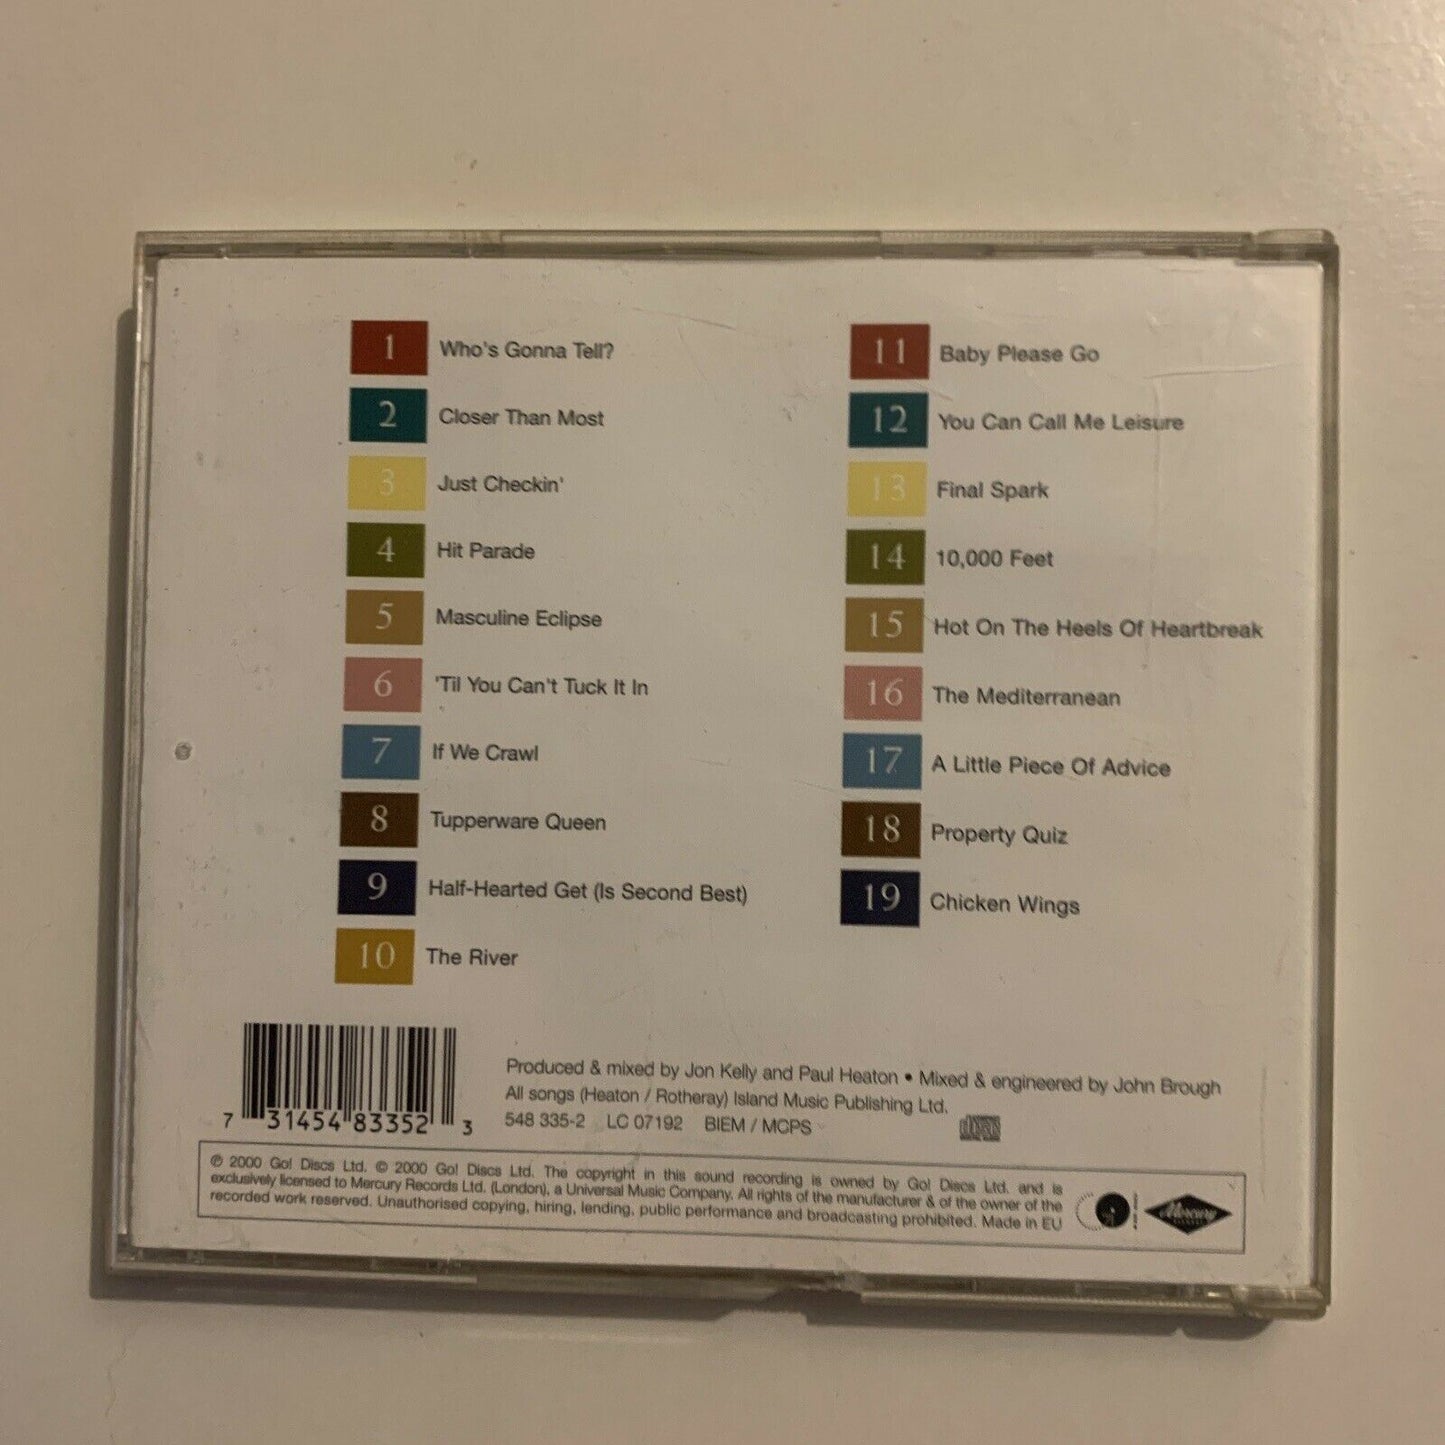 1 Who's Gonna Tell?
2 Closer Than Most
3 Just Checkin'
4 Hit Parade
5 Masculine Eclipse
6 'Til You Can't Tuck It In
7 If We Crawl
8 Tupperware Queen
9 Half-Hearted Get (Is Second Best)
10 The River
11 Baby Please Go
12 You Can Call Me Leisure
13 Final Spark
14 10,000 Feet
15 Hot On The Heels Of Heartbreak
16 The Mediterranean
17 A Little Piece Of Advice
18 Property Quiz
19 Chicken Wings
7 31454 83352 3
Produced & mixed by Jon Kelly and Paul Heaton • Mixed & engineered by John Brough
All songs (Heaton / Rotheray) Island Music Publishing Ltd.
548 335-2 LC 07192 BIEM / MCPS
℗ 2000 Go! Discs Ltd. © 2000 Go! Discs Ltd. The copyright in this sound recording is owned by Go! Discs Ltd. and is
exclusively licensed to Mercury Records Ltd. (London), a Universal Music Company. All rights of the manufacturer & of the owner of the
recorded work reserved. Unauthorised copying, hiring, lending, public performance and broadcasting prohibited. Made in EU
Mercury